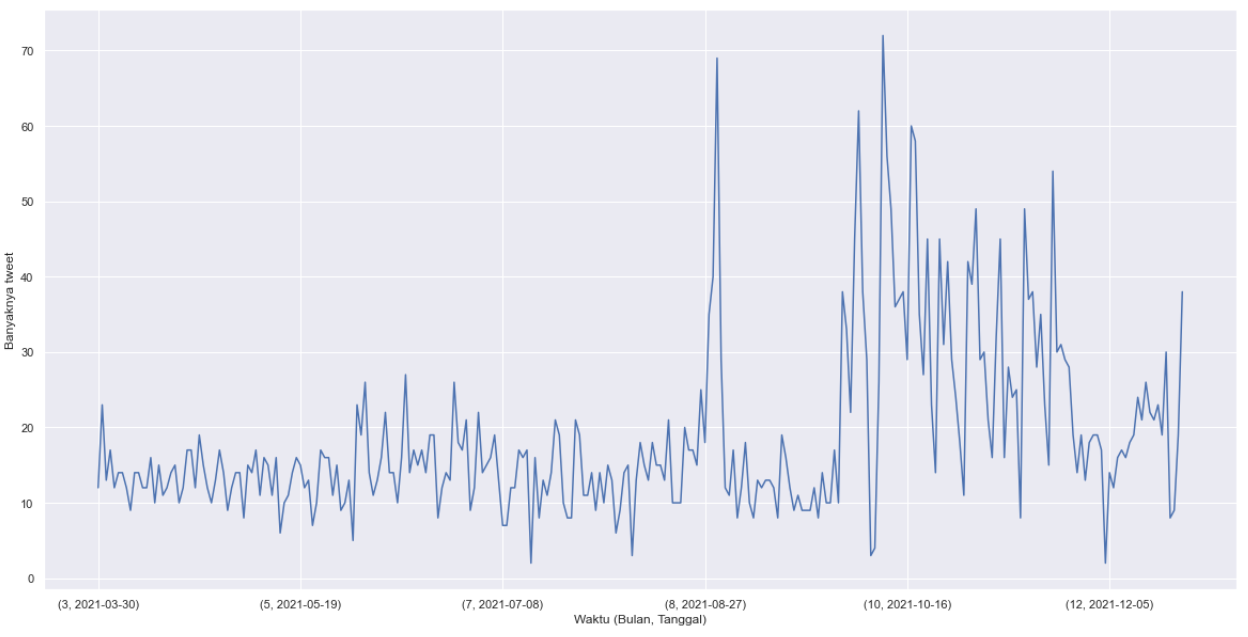 70
60
50
40
30
20
10
0
Banyaknya tweet
(3, 2021-03-30) (5, 2021-05-19) (7, 2021-07-08) (8, 2021-08-27) (10, 2021-10-16) (12, 2021-12-05)
Waktu (Bulan, Tanggal)